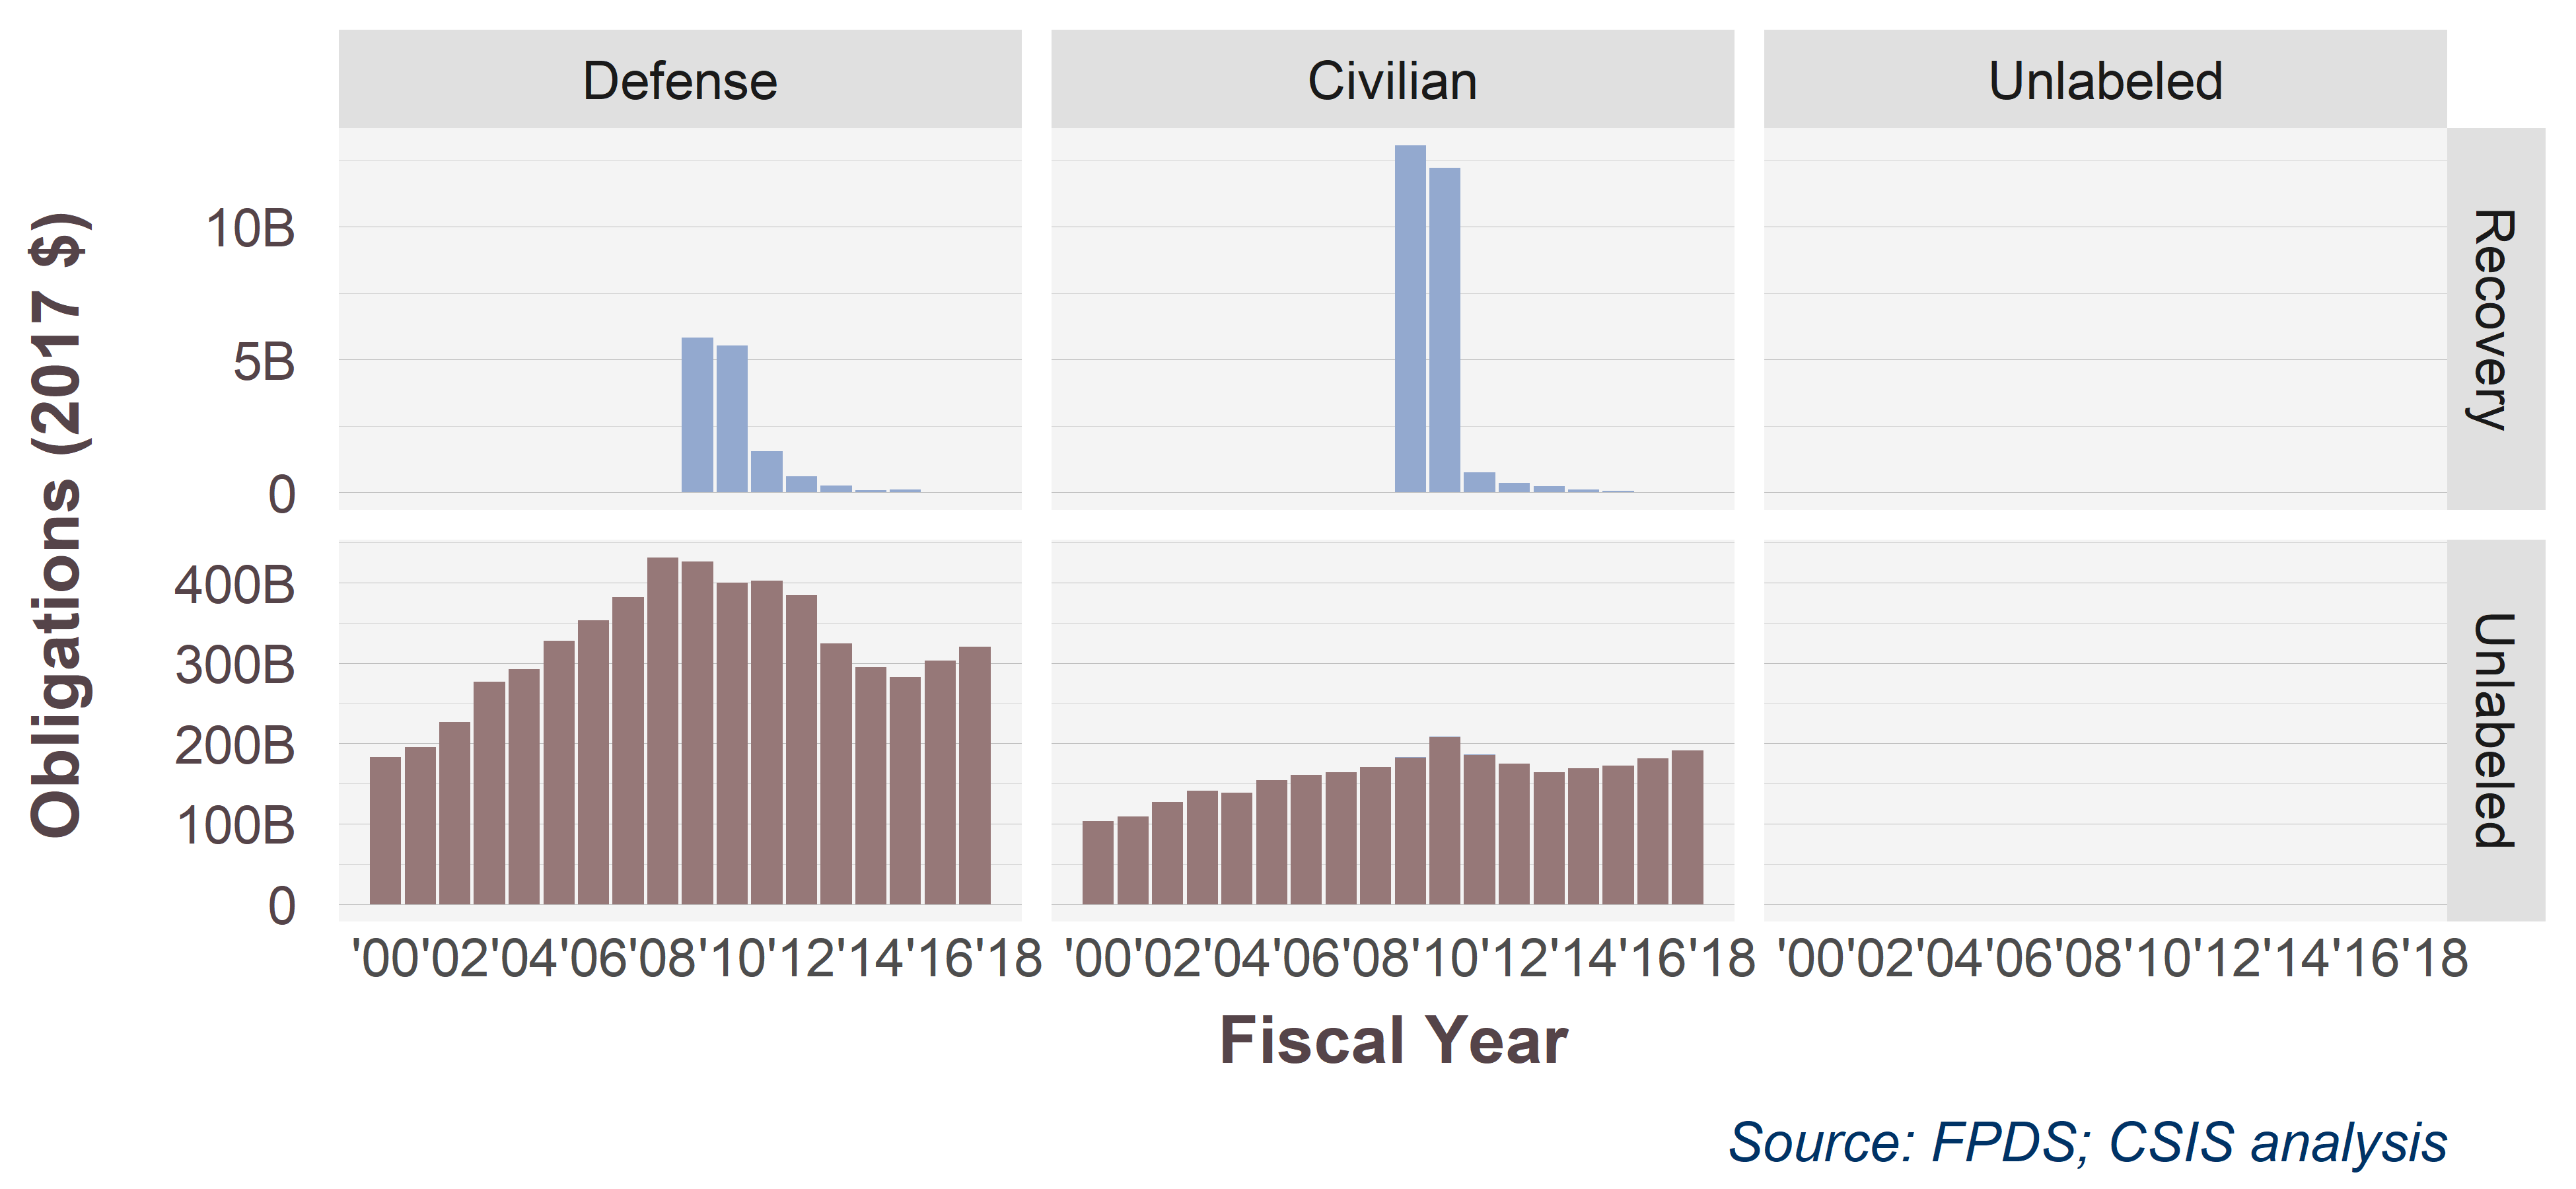 Defense
Civilian
Unlabeled
Obligations (2017 $)
10B
5B
0
Recovery
400B
300B
200B
100B
0
Unlabeled
'00'02'04'06'08'10'12'14'16'18
'00'02'04'06'08'10'12'14'16'18
'00'02'04'06'08'10'12'14'16'18
Fiscal Year
Source: FPDS; CSIS analysis